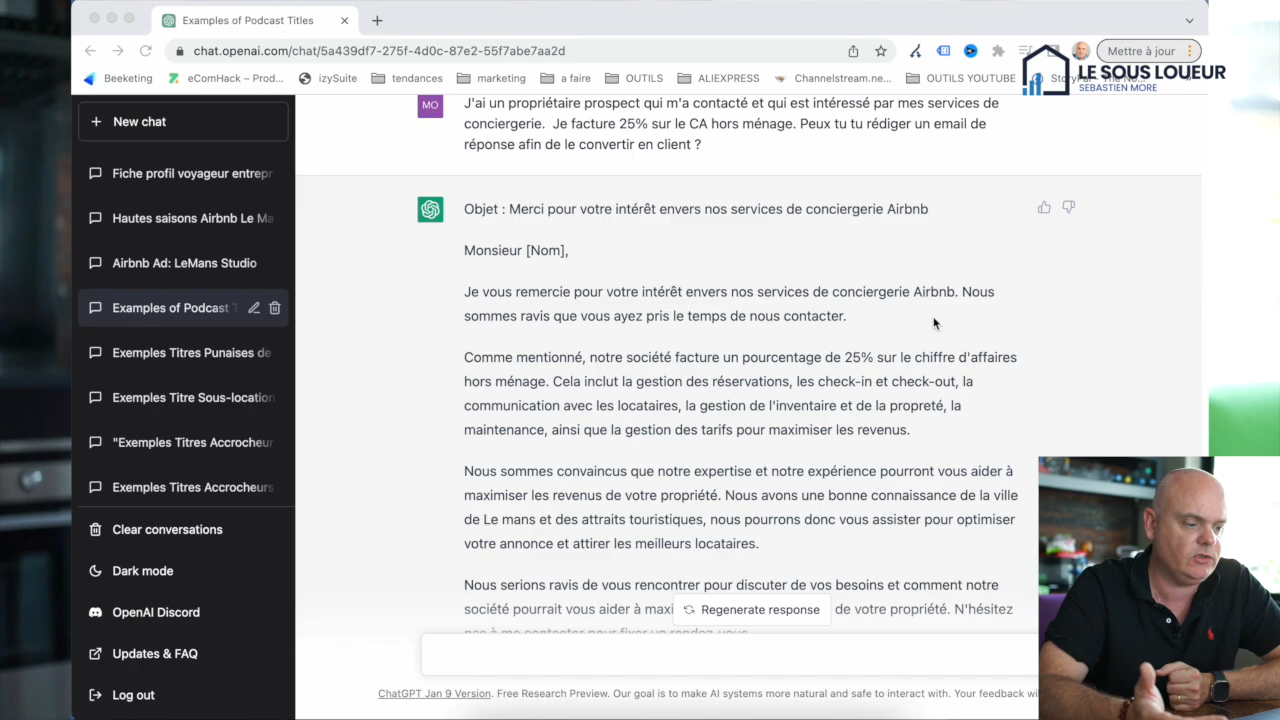 Examples of Podcast Titles
chat.openai.com/chat/5a439df7-275f-4d0c-87e2-55f7abe7aa2d
Mettre à jour
Beeketing
eComHack – Prod...
izySuite
tendances
marketing
a faire
OUTILS
ALIEXPRESS
Channelstream.ne...
OUTILS YOUTUBE
LE SOUS LOUEUR
SEBASTIEN MORE
New chat
Fiche profil voyageur entrepr
Hautes saisons Airbnb Le Ma
Airbnb Ad: LeMans Studio
Examples of Podcast T
Exemples Titres Punaises de
Exemples Titre Sous-location
"Exemples Titres Accrocheur
Exemples Titres Accrocheurs
Clear conversations
Dark mode
OpenAI Discord
Updates & FAQ
Log out
MO
J'ai un propriétaire prospect qui m'a contacté et qui est intéressé par mes services de
conciergerie. Je facture 25% sur le CA hors ménage. Peux tu tu rédiger un email de
réponse afin de le convertir en client ?
Objet : Merci pour votre intérêt envers nos services de conciergerie Airbnb
Monsieur [Nom],
Je vous remercie pour votre intérêt envers nos services de conciergerie Airbnb. Nous
sommes ravis que vous ayez pris le temps de nous contacter.
Comme mentionné, notre société facture un pourcentage de 25% sur le chiffre d'affaires
hors ménage. Cela inclut la gestion des réservations, les check-in et check-out, la
communication avec les locataires, la gestion de l'inventaire et de la propreté, la
maintenance, ainsi que la gestion des tarifs pour maximiser les revenus.
Nous sommes convaincus que notre expertise et notre expérience pourront vous aider à
maximiser les revenus de votre propriété. Nous avons une bonne connaissance de la ville
de Le mans et des attraits touristiques, nous pourrons donc vous assister pour optimiser
votre annonce et attirer les meilleurs locataires.
Nous serions ravis de vous rencontrer pour discuter de vos besoins et comment notre
société pourrait vous aider à maxi de votre propriété. N'hésitez
pas à me contacter pour fixer un rendez-vous
Regenerate response
ChatGPT Jan 9 Version. Free Research Preview. Our goal is to make AI systems more natural and safe to interact with. Your feedback wi